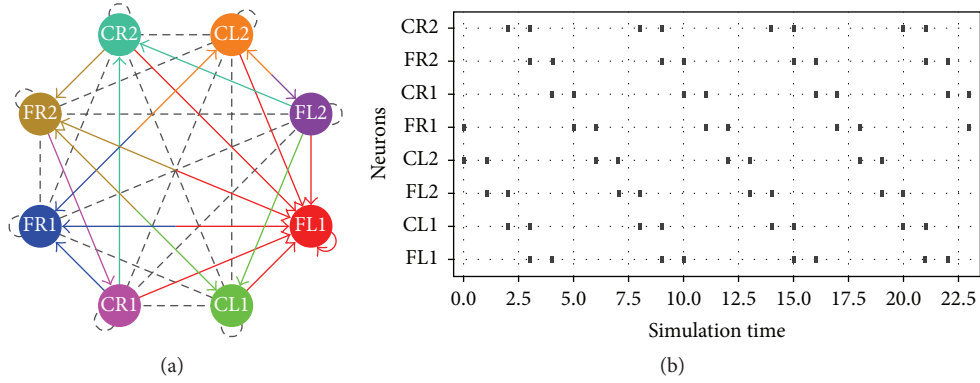 CR2
CL2
FR2
FL2
FR1
FL1
CR1
CL1
(a)
Neurons
CR2
FR2
CR1
FR1
CL2
FL2
CL1
FL1
0.0 2.5 5.0 7.5 10.0 12.5 15.0 17.5 20.0 22.5
Simulation time
(b)